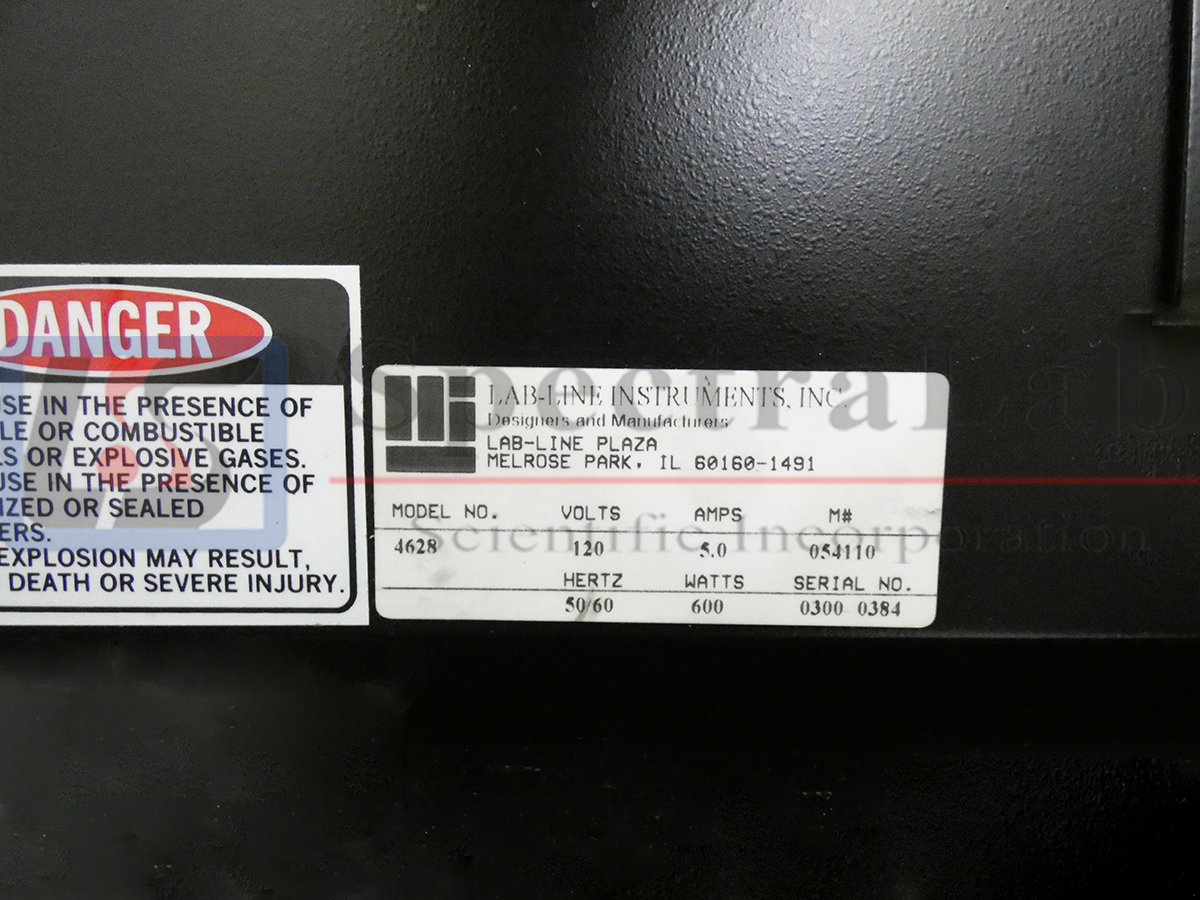 DANGER
USE IN THE PRESENCE OF
LE OR COMBUSTIBLE
LS OR EXPLOSIVE GASES.
USE IN THE PRESENCE OF
IZED OR SEALED
ERS.
EXPLOSION MAY RESULT,
DEATH OR SEVERE INJURY.
LAB-LINE INSTRUMENTS, INC.
Designers and Manufacturers
LAB-LINE PLAZA
MELROSE PARK, IL 60160-1491
MODEL NO. VOLTS AMPS M#
4628 120 5.0 054110
HERTZ WATTS SERIAL NO.
50/60 600 0300 0384
Spectralab
Scientific Incorporation